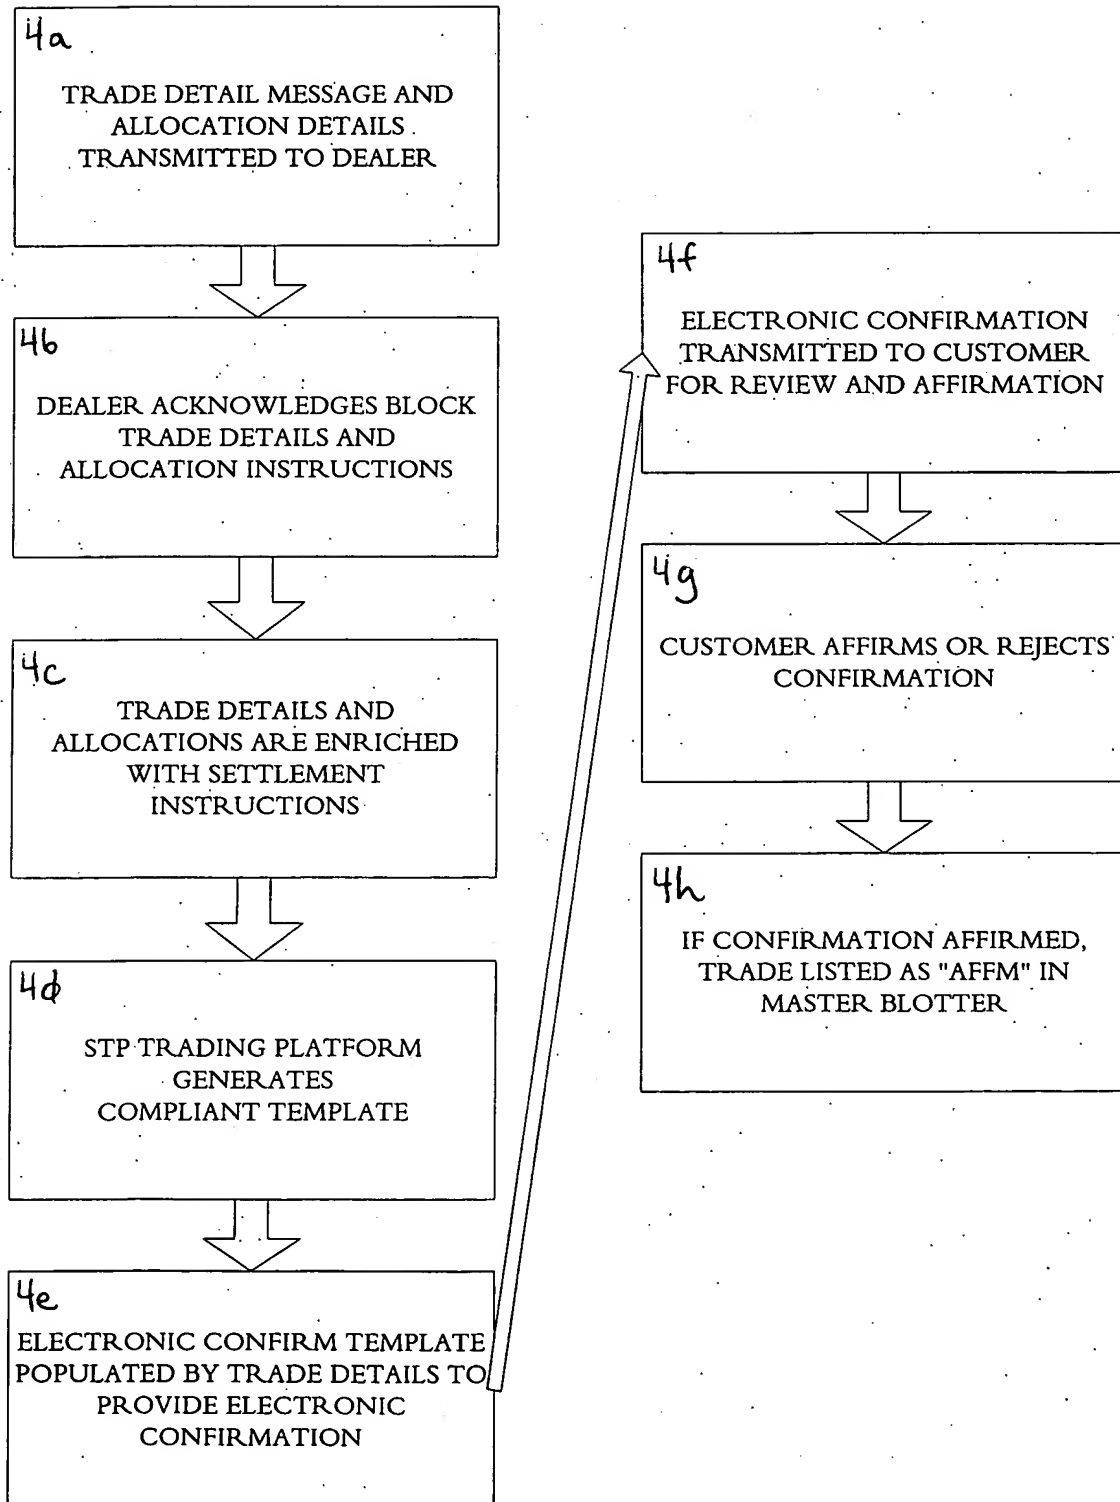 4a
TRADE DETAIL MESSAGE AND
ALLOCATION DETAILS
TRANSMITTED TO DEALER
4b
DEALER ACKNOWLEDGES BLOCK
TRADE DETAILS AND
ALLOCATION INSTRUCTIONS
4c
TRADE DETAILS AND
ALLOCATIONS ARE ENRICHED
WITH SETTLEMENT
INSTRUCTIONS
4d
STP TRADING PLATFORM
GENERATES
COMPLIANT TEMPLATE
4e
ELECTRONIC CONFIRM TEMPLATE
POPULATED BY TRADE DETAILS TO
PROVIDE ELECTRONIC
CONFIRMATION
4f
ELECTRONIC CONFIRMATION
TRANSMITTED TO CUSTOMER
FOR REVIEW AND AFFIRMATION
4g
CUSTOMER AFFIRMS OR REJECTS
CONFIRMATION
4h
IF CONFIRMATION AFFIRMED,
TRADE LISTED AS "AFFM" IN
MASTER BLOTTER